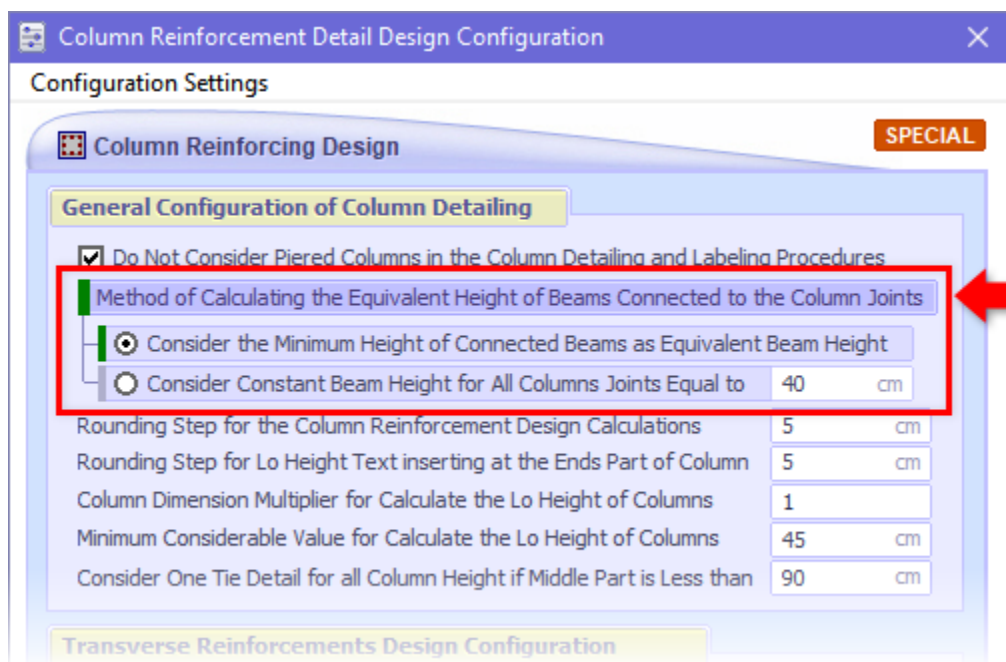 Column Reinforcement Detail Design Configuration
Configuration Settings
SPECIAL
Column Reinforcing Design
General Configuration of Column Detailing
Do Not Consider Piered Columns in the Column Detailing and Labeling Procedures
Method of Calculating the Equivalent Height of Beams Connected to the Column Joints
Consider the Minimum Height of Connected Beams as Equivalent Beam Height
Consider Constant Beam Height for All Columns Joints Equal to 40 cm
Rounding Step for the Column Reinforcement Design Calculations 5 cm
Rounding Step for Lo Height Text inserting at the Ends Part of Column 5 cm
Column Dimension Multiplier for Calculate the Lo Height of Columns 1
Minimum Considerable Value for Calculate the Lo Height of Columns 45 cm
Consider One Tie Detail for all Column Height if Middle Part is Less than 90 cm
Transverse Reinforcements Design Configuration